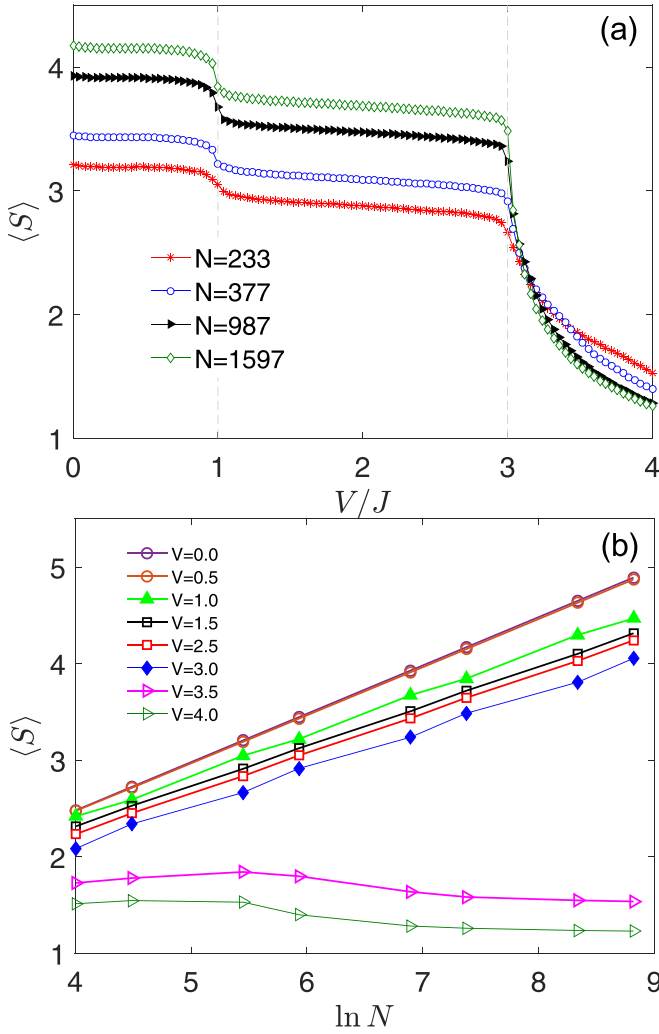 (a)
4
3
2
1
⟨S⟩
N=233
N=377
N=987
N=1597
0 1 2 3 4
V/J
(b)
5
4
3
2
1
⟨S⟩
V=0.0
V=0.5
V=1.0
V=1.5
V=2.5
V=3.0
V=3.5
V=4.0
4 5 6 7 8 9
ln N